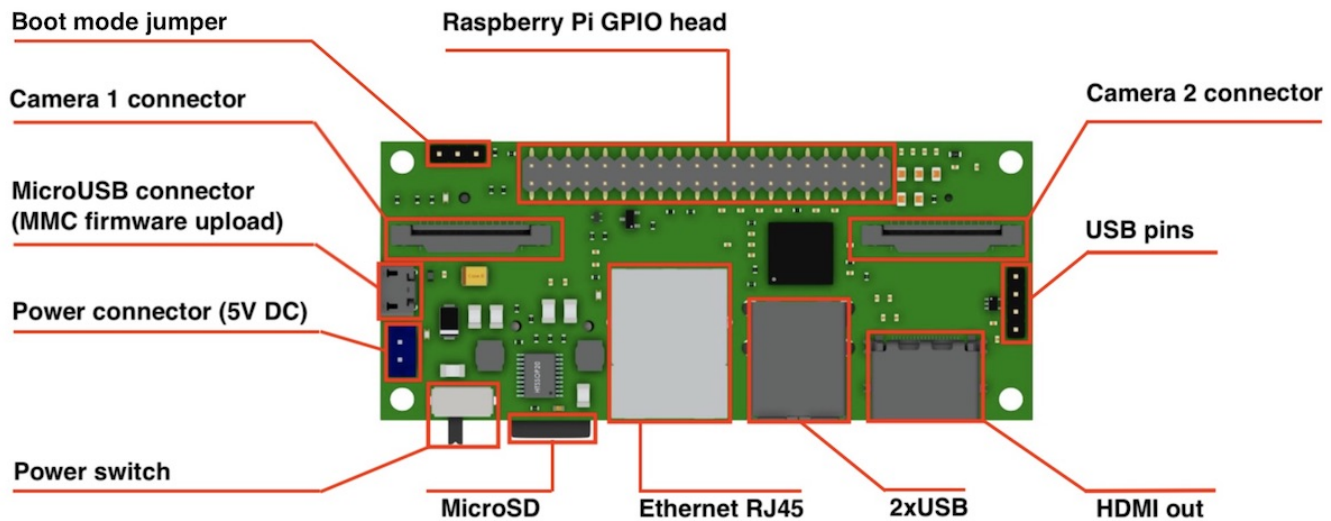 Boot mode jumper
Raspberry Pi GPIO head
Camera 1 connector
Camera 2 connector
MicroUSB connector
(MMC firmware upload)
USB pins
Power connector (5V DC)
Power switch
MicroSD
Ethernet RJ45
2xUSB
HDMI out